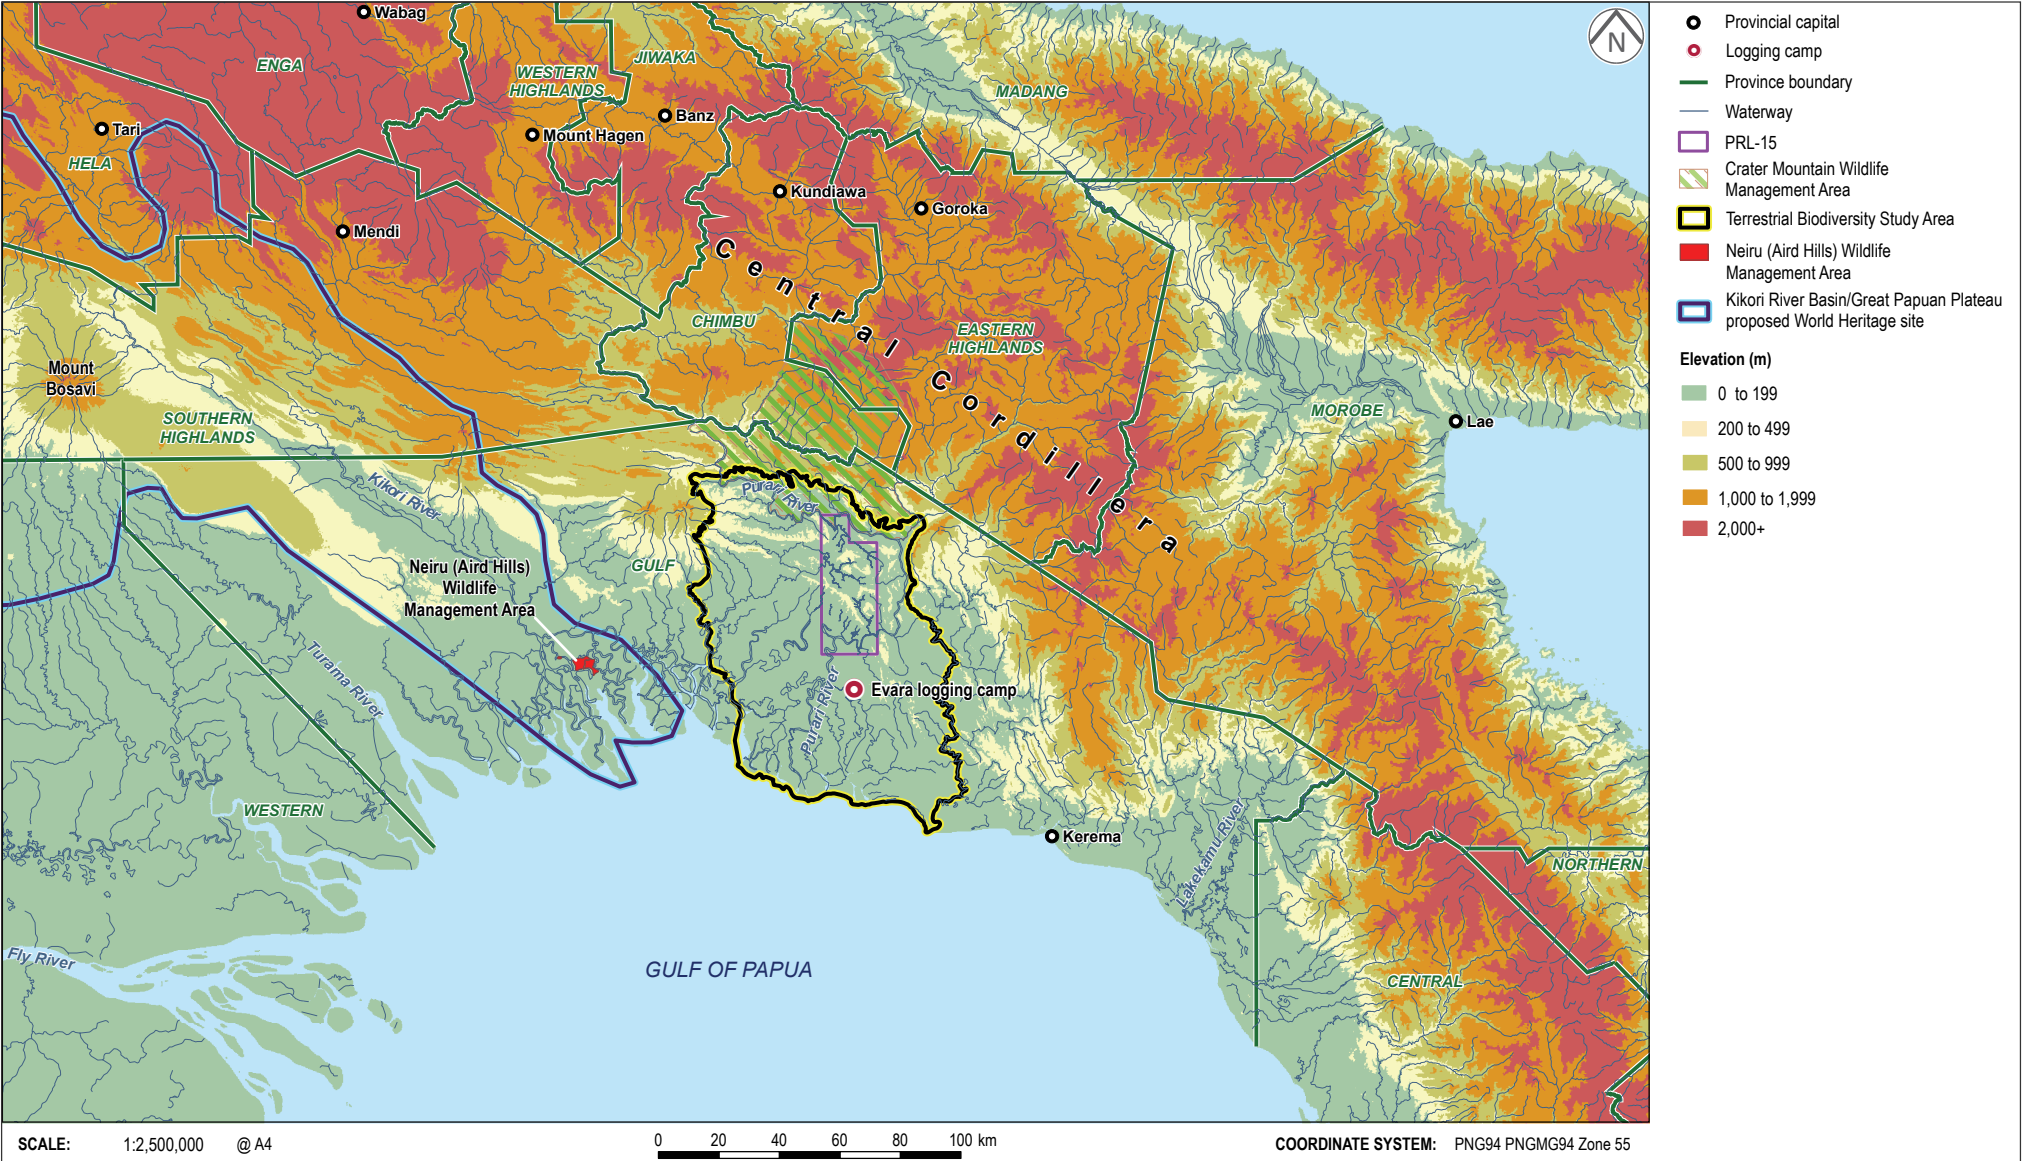 Wabag
ENGA
WESTERN
HIGHLANDS
JIWAKA
MADANG
N
Tari
HELA
Mount Hagen
Banz
Kundiawa
Goroka
Mendi
Central Cordillera
CHIMBU
EASTERN
HIGHLANDS
Mount
Bosavi
SOUTHERN
HIGHLANDS
MOROBE
Lae
Kikori River
Purari River
Neiru (Aird Hills)
Wildlife
Management Area
GULF
Turama River
Purari River
Evara logging camp
WESTERN
Kerema
Lakekamu River
NORTHERN
Fly River
GULF OF PAPUA
CENTRAL
Provincial capital
Logging camp
Province boundary
Waterway
PRL-15
Crater Mountain Wildlife
Management Area
Terrestrial Biodiversity Study Area
Neiru (Aird Hills) Wildlife
Management Area
Kikori River Basin/Great Papuan Plateau
proposed World Heritage site
Elevation (m)
0 to 199
200 to 499
500 to 999
1,000 to 1,999
2,000+
SCALE: 1:2,500,000 @ A4
0 20 40 60 80 100 km
COORDINATE SYSTEM: PNG94 PNGMG94 Zone 55